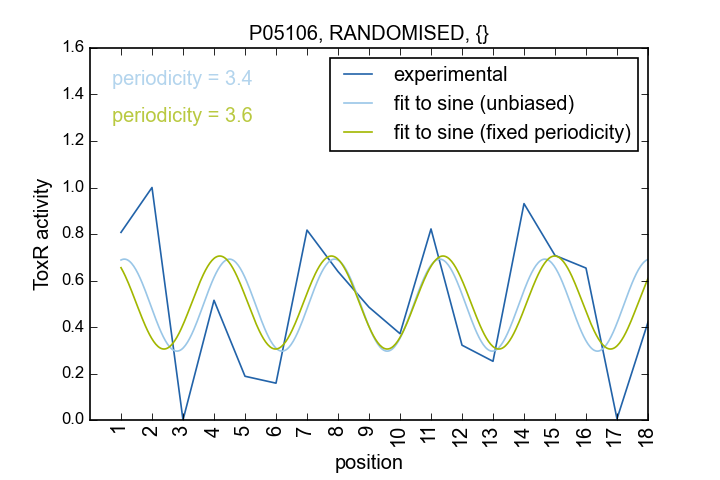 P05106, RANDOMISED, {}
periodicity = 3.4
periodicity = 3.6
experimental
fit to sine (unbiased)
fit to sine (fixed periodicity)
ToxR activity
1.6
1.4
1.2
1.0
0.8
0.6
0.4
0.2
0.0
1 2 3 4 5 6 7 8 9 10 11 12 13 14 15 16 17 18
position